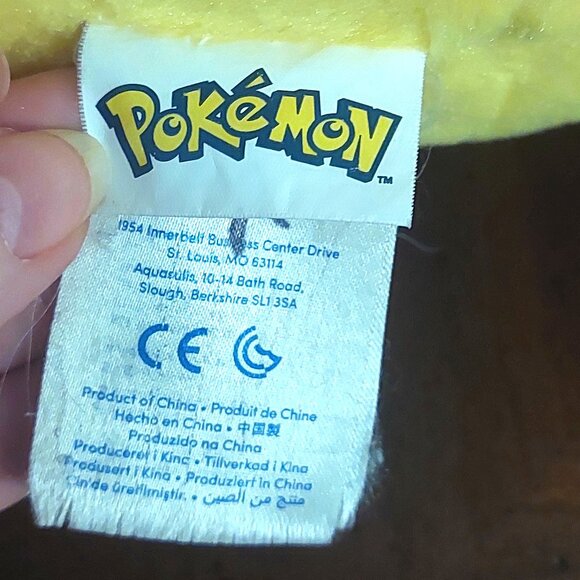 POKéMON
TM
1954 Innerbelt Business Center Drive
St. Louis, MO 63114
Aquasulis, 10-14 Bath Road,
Slough, Berkshire SL1 3SA
CE
Product of China • Produit de Chine
Hecho en China • 中国製
Produzido na China
Produceret i Kina • Tillverkad i Kina
Produsert i Kina • Produziert in China
Çin'de üretilmiştir. • منتج من الصين